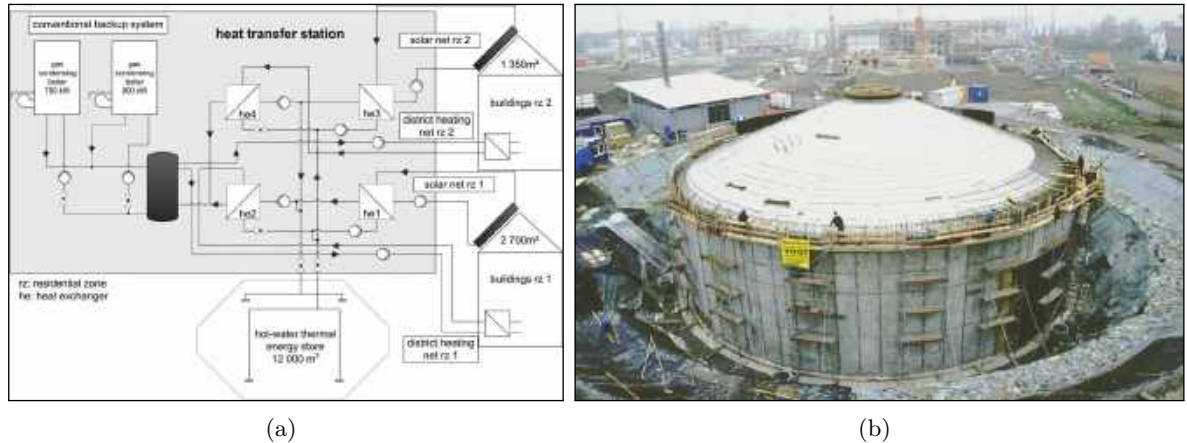 conventional backup system
heat transfer station
gas
condensing
boiler
750 kW
gas
condensing
boiler
solar net rz 2
1 350m²
buildings rz 2
he4
he3
district heating
net rz 2
solar net rz 1
he2
he1
2 700m²
buildings rz 1
rz: residential zone
he: heat exchanger
hot-water thermal
energy store
12 000 m³
district heating
net rz 1
(a)
(b)